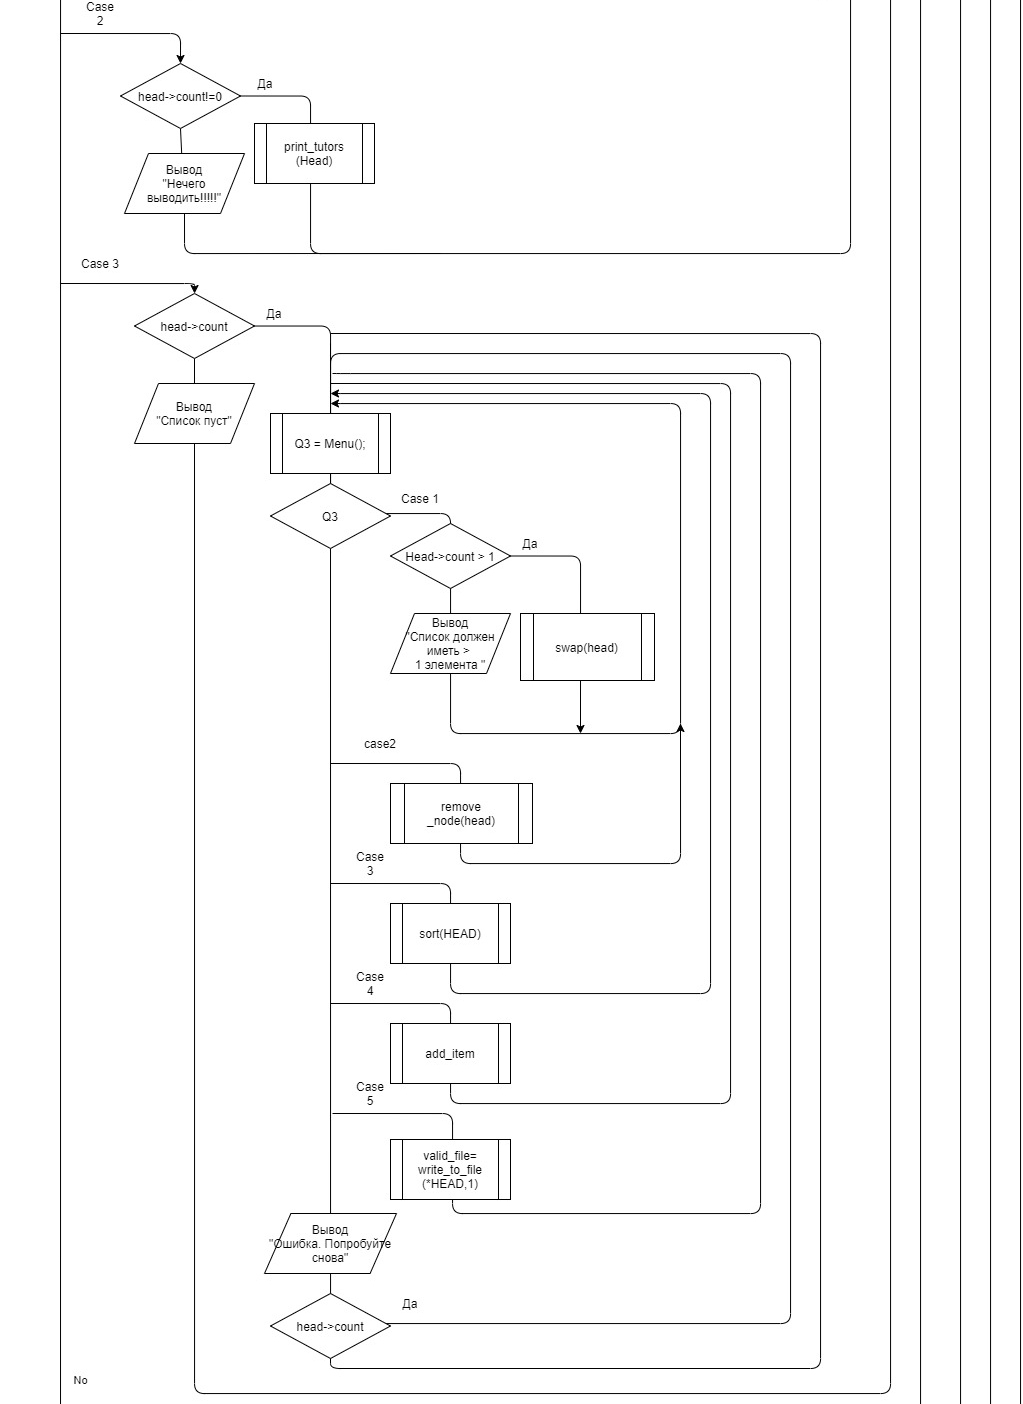 Case
2
Да
head->count!=0
print_tutors
(Head)
Вывод
"Нечего
выводить!!!!!"
Case 3
Да
head->count
Вывод
"Список пуст"
Q3 = Menu();
Case 1
Q3
Да
Head->count > 1
Вывод
"Список должен
иметь >
1 элемента "
swap(head)
case2
remove
_node(head)
Case
3
sort(HEAD)
Case
4
add_item
Case
5
valid_file=
write_to_file
(*HEAD,1)
Вывод
"Ошибка. Попробуйте
снова"
Да
head->count
No